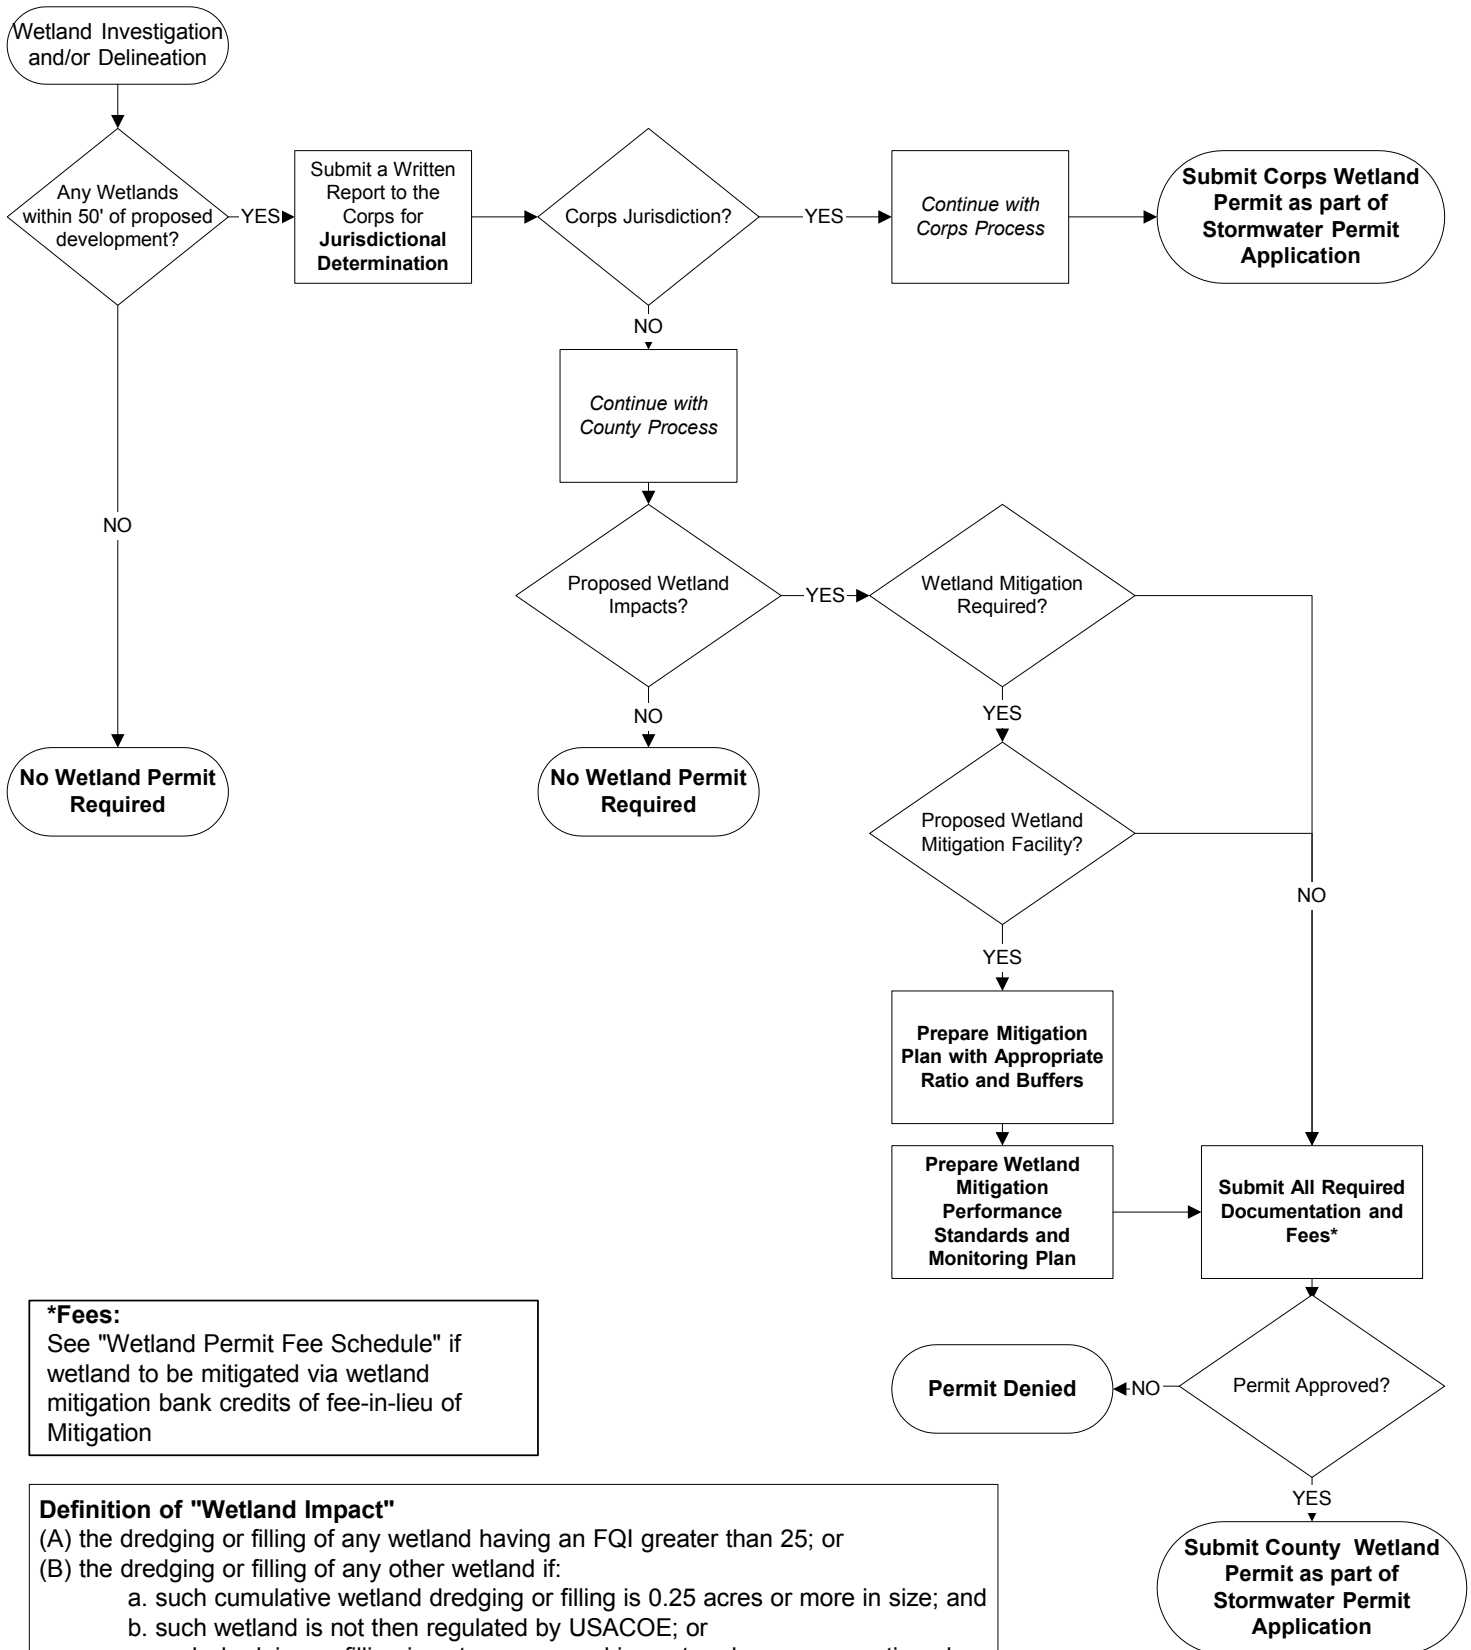 Wetland Investigation
and/or Delineation
Any Wetlands
within 50' of proposed
development?
YES
Submit a Written
Report to the
Corps for
Jurisdictional
Determination
Corps Jurisdiction?
YES
Continue with
Corps Process
Submit Corps Wetland
Permit as part of
Stormwater Permit
Application
NO
Continue with
County Process
NO
Proposed Wetland
Impacts?
YES
Wetland Mitigation
Required?
NO
YES
No Wetland Permit
Required
No Wetland Permit
Required
Proposed Wetland
Mitigation Facility?
NO
YES
Prepare Mitigation
Plan with Appropriate
Ratio and Buffers
Prepare Wetland
Mitigation
Performance
Standards and
Monitoring Plan
Submit All Required
Documentation and
Fees*
*Fees:
See "Wetland Permit Fee Schedule" if
wetland to be mitigated via wetland
mitigation bank credits of fee-in-lieu of
Mitigation
Permit Denied
NO
Permit Approved?
YES
Submit County Wetland
Permit as part of
Stormwater Permit
Application
Definition of "Wetland Impact"
(A) the dredging or filling of any wetland having an FQI greater than 25; or
(B) the dredging or filling of any other wetland if:
a. such cumulative wetland dredging or filling is 0.25 acres or more in size; and
b. such wetland is not then regulated by USACOE; or